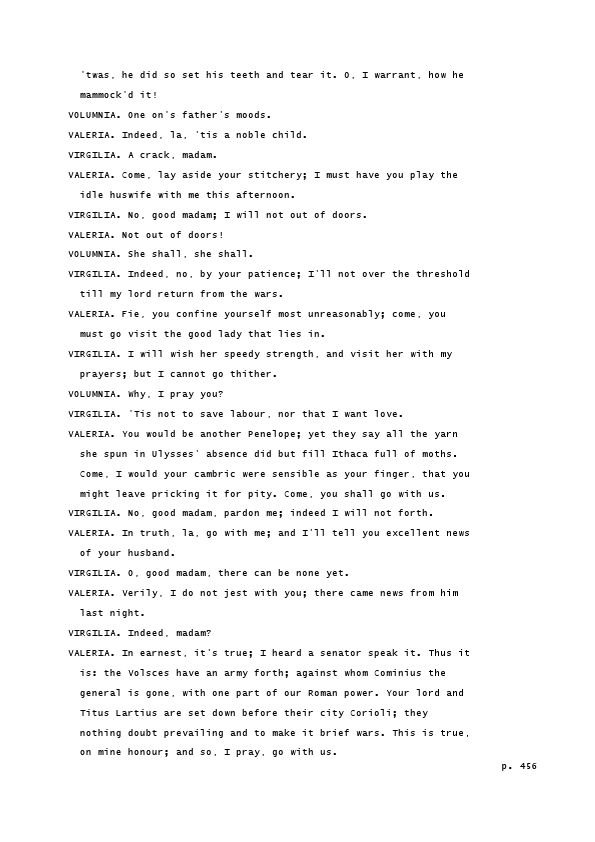 'twas, he did so set his teeth and tear it. O, I warrant, how he
mammock'd it!
VOLUMNIA. One on's father's moods.
VALERIA. Indeed, la, 'tis a noble child.
VIRGILIA. A crack, madam.
VALERIA. Come, lay aside your stitchery; I must have you play the
idle huswife with me this afternoon.
VIRGILIA. No, good madam; I will not out of doors.
VALERIA. Not out of doors!
VOLUMNIA. She shall, she shall.
VIRGILIA. Indeed, no, by your patience; I'll not over the threshold
till my lord return from the wars.
VALERIA. Fie, you confine yourself most unreasonably; come, you
must go visit the good lady that lies in.
VIRGILIA. I will wish her speedy strength, and visit her with my
prayers; but I cannot go thither.
VOLUMNIA. Why, I pray you?
VIRGILIA. 'Tis not to save labour, nor that I want love.
VALERIA. You would be another Penelope; yet they say all the yarn
she spun in Ulysses' absence did but fill Ithaca full of moths.
Come, I would your cambric were sensible as your finger, that you
might leave pricking it for pity. Come, you shall go with us.
VIRGILIA. No, good madam, pardon me; indeed I will not forth.
VALERIA. In truth, la, go with me; and I'll tell you excellent news
of your husband.
VIRGILIA. O, good madam, there can be none yet.
VALERIA. Verily, I do not jest with you; there came news from him
last night.
VIRGILIA. Indeed, madam?
VALERIA. In earnest, it's true; I heard a senator speak it. Thus it
is: the Volsces have an army forth; against whom Cominius the
general is gone, with one part of our Roman power. Your lord and
Titus Lartius are set down before their city Corioli; they
nothing doubt prevailing and to make it brief wars. This is true,
on mine honour; and so, I pray, go with us.
p. 456